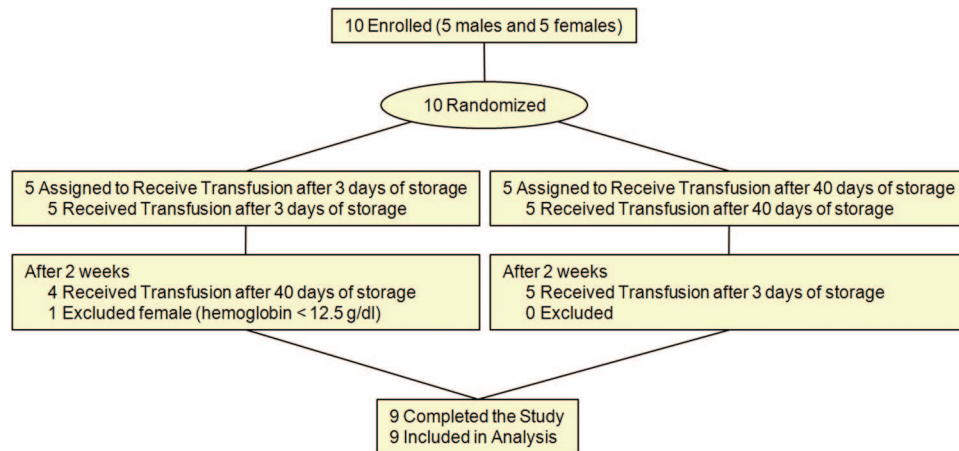 10 Enrolled (5 males and 5 females)
10 Randomized
5 Assigned to Receive Transfusion after 3 days of storage
5 Received Transfusion after 3 days of storage
5 Assigned to Receive Transfusion after 40 days of storage
5 Received Transfusion after 40 days of storage
After 2 weeks
4 Received Transfusion after 40 days of storage
1 Excluded female (hemoglobin < 12.5 g/dl)
After 2 weeks
5 Received Transfusion after 3 days of storage
0 Excluded
9 Completed the Study
9 Included in Analysis